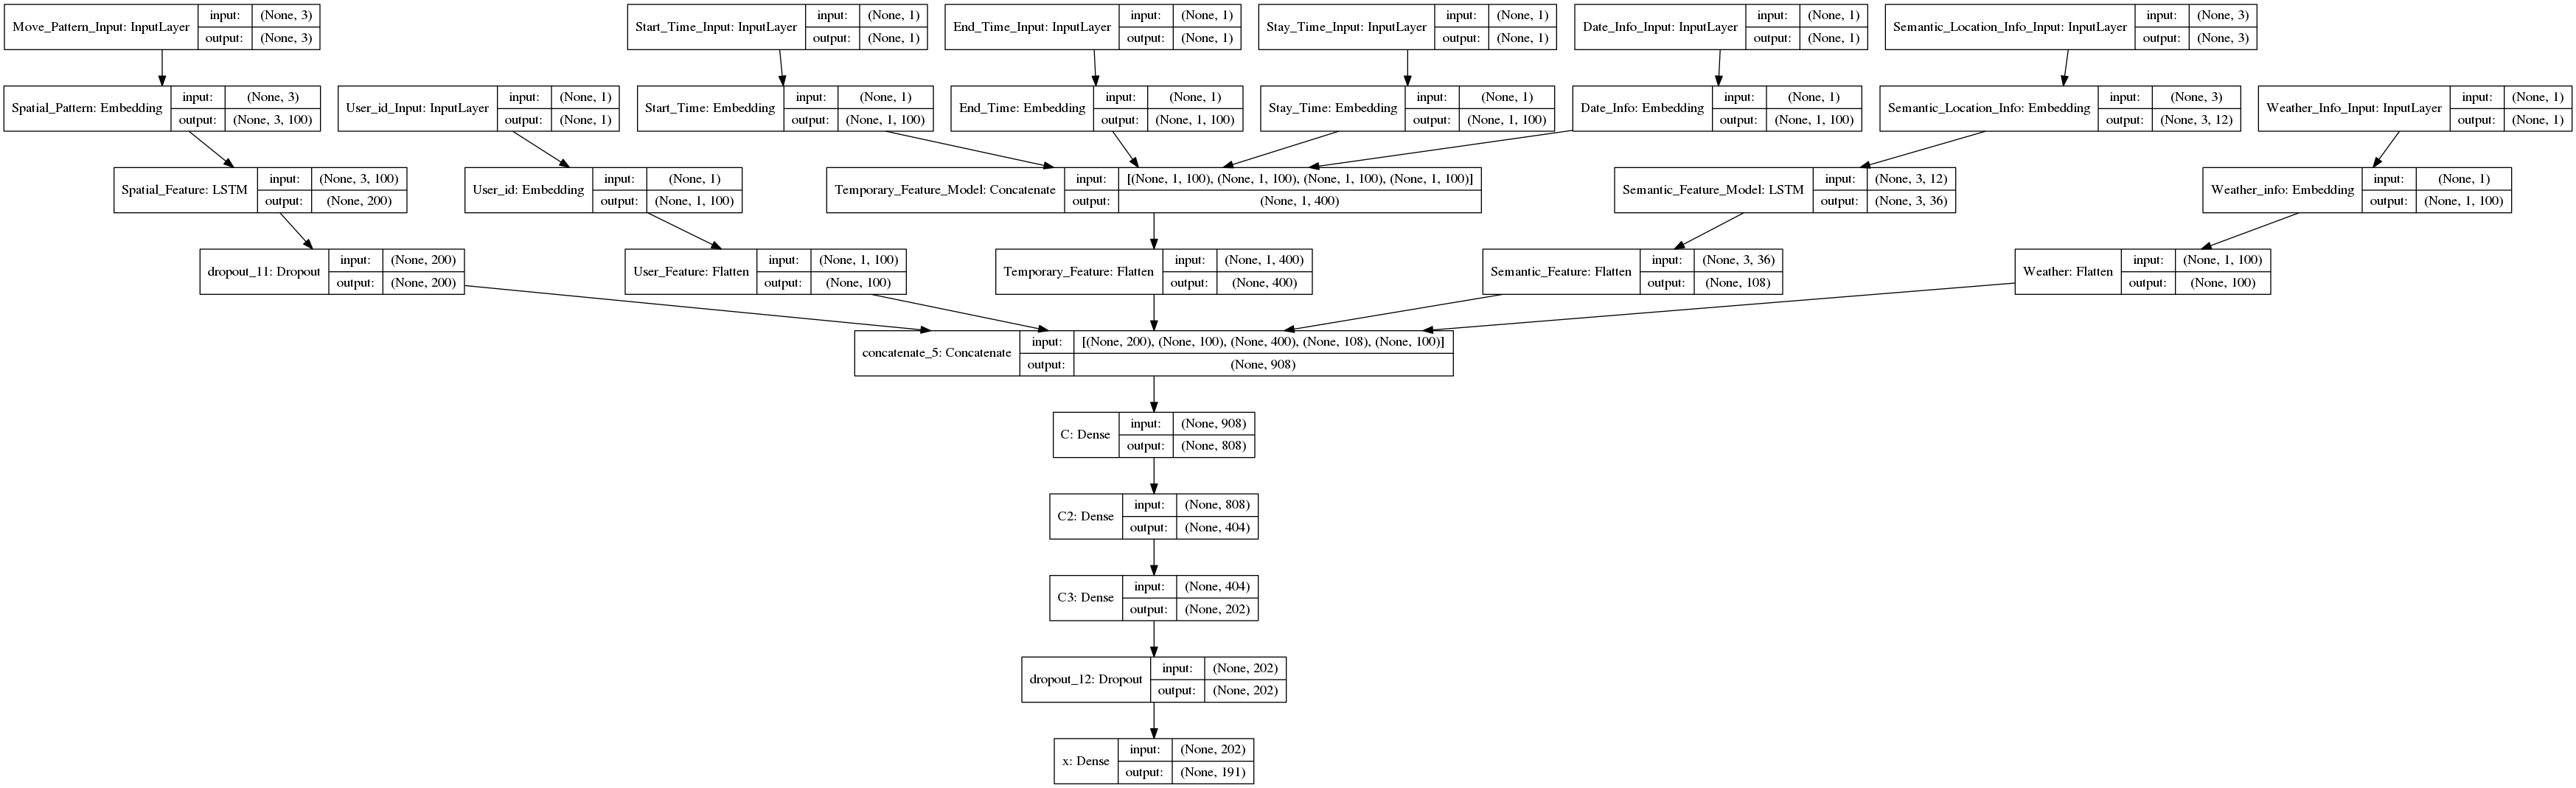 Move_Pattern_Input: InputLayer
input:
(None, 3)
output:
(None, 3)
Start_Time_Input: InputLayer
input:
(None, 1)
output:
(None, 1)
End_Time_Input: InputLayer
input:
(None, 1)
output:
(None, 1)
Stay_Time_Input: InputLayer
input:
(None, 1)
output:
(None, 1)
Date_Info_Input: InputLayer
input:
(None, 1)
output:
(None, 1)
Semantic_Location_Info_Input: InputLayer
input:
(None, 3)
output:
(None, 3)
Spatial_Pattern: Embedding
input:
(None, 3)
output:
(None, 3, 100)
User_id_Input: InputLayer
input:
(None, 1)
output:
(None, 1)
Start_Time: Embedding
input:
(None, 1)
output:
(None, 1, 100)
End_Time: Embedding
input:
(None, 1)
output:
(None, 1, 100)
Stay_Time: Embedding
input:
(None, 1)
output:
(None, 1, 100)
Date_Info: Embedding
input:
(None, 1)
output:
(None, 1, 100)
Semantic_Location_Info: Embedding
input:
(None, 3)
output:
(None, 3, 12)
Weather_Info_Input: InputLayer
input:
(None, 1)
output:
(None, 1)
Spatial_Feature: LSTM
input:
(None, 3, 100)
output:
(None, 200)
User_id: Embedding
input:
(None, 1)
output:
(None, 1, 100)
Temporary_Feature_Model: Concatenate
input:
[(None, 1, 100), (None, 1, 100), (None, 1, 100), (None, 1, 100)]
output:
(None, 1, 400)
Semantic_Feature_Model: LSTM
input:
(None, 3, 12)
output:
(None, 3, 36)
Weather_info: Embedding
input:
(None, 1)
output:
(None, 1, 100)
dropout_11: Dropout
input:
(None, 200)
output:
(None, 200)
User_Feature: Flatten
input:
(None, 1, 100)
output:
(None, 100)
Temporary_Feature: Flatten
input:
(None, 1, 400)
output:
(None, 400)
Semantic_Feature: Flatten
input:
(None, 3, 36)
output:
(None, 108)
Weather: Flatten
input:
(None, 1, 100)
output:
(None, 100)
concatenate_5: Concatenate
input:
[(None, 200), (None, 100), (None, 400), (None, 108), (None, 100)]
output:
(None, 908)
C: Dense
input:
(None, 908)
output:
(None, 808)
C2: Dense
input:
(None, 808)
output:
(None, 404)
C3: Dense
input:
(None, 404)
output:
(None, 202)
dropout_12: Dropout
input:
(None, 202)
output:
(None, 202)
x: Dense
input:
(None, 202)
output:
(None, 191)